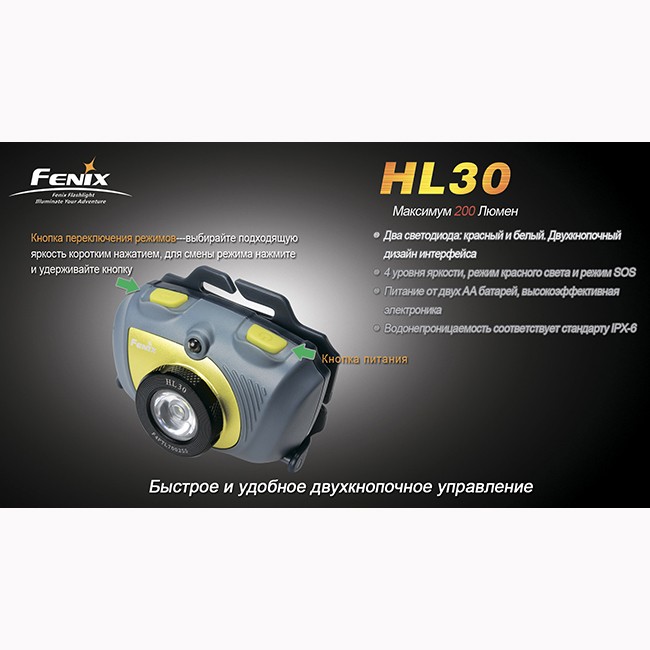 FENIX
Fenix Flashlight
Illuminate Your Adventure
HL30
Максимум 200 Люмен
Кнопка переключения режимов—выбирайте подходящую
яркость коротким нажатием, для смены режима нажмите
и удерживайте кнопку
• Два светодиода: красный и белый. Двухкнопочный
дизайн интерфейса
• 4 уровня яркости, режим красного света и режим SOS
• Питание от двух АА батарей, высокоэффективная
электроника
• Водонепроницаемость соответствует стандарту IPX-6
Кнопка питания
FENIX
HL30
Быстрое и удобное двухкнопочное управление